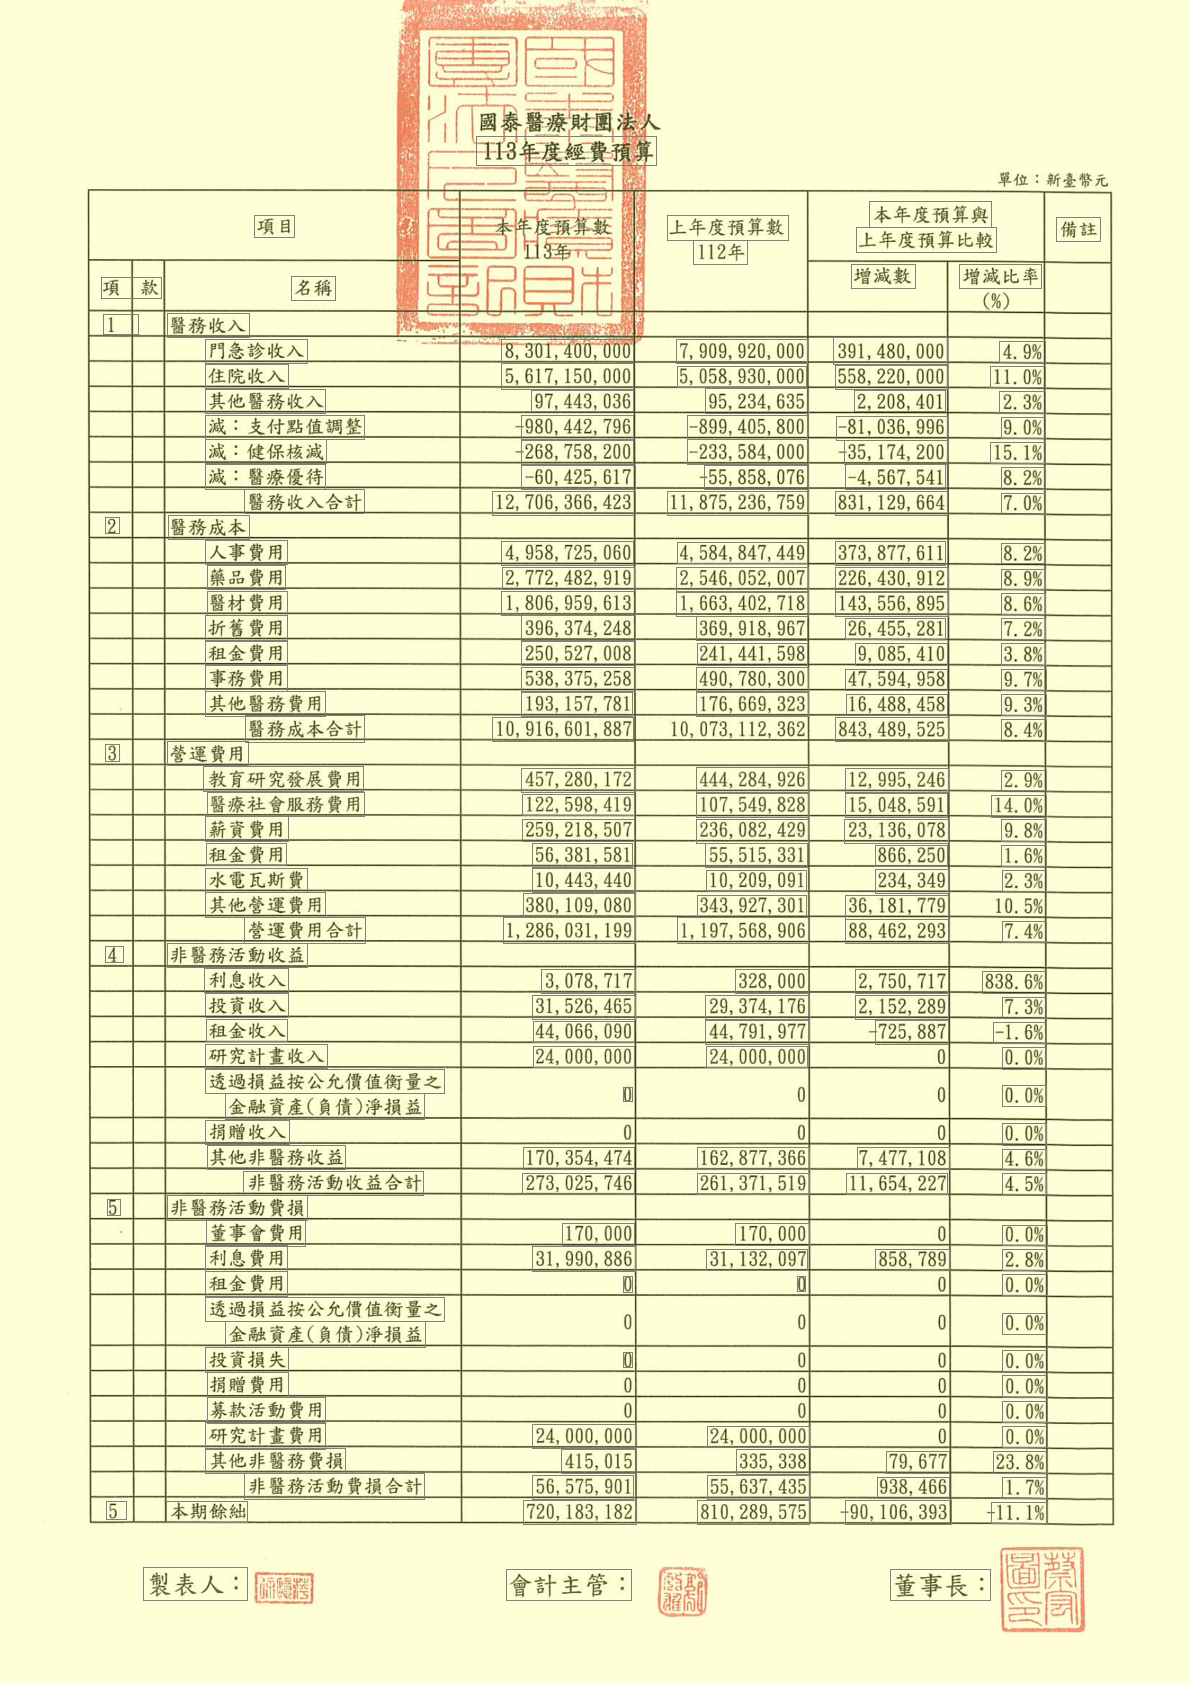 國泰醫療財團法人
113年度經費預算
單位：新臺幣元
項目 本年度預算數 上年度預算數 本年度預算與 備註
113年 112年 上年度預算比較
項 款 名稱 增減數 增減比率
(%)
1 醫務收入
門急診收入 8,301,400,000 7,909,920,000 391,480,000 4.9%
住院收入 5,617,150,000 5,058,930,000 558,220,000 11.0%
其他醫務收入 97,443,036 95,234,635 2,208,401 2.3%
減：支付點值調整 -980,442,796 -899,405,800 -81,036,996 9.0%
減：健保核減 -268,758,200 -233,584,000 -35,174,200 15.1%
減：醫療優待 -60,425,617 -55,858,076 -4,567,541 8.2%
醫務收入合計 12,706,366,423 11,875,236,759 831,129,664 7.0%
2 醫務成本
人事費用 4,958,725,060 4,584,847,449 373,877,611 8.2%
藥品費用 2,772,482,919 2,546,052,007 226,430,912 8.9%
醫材費用 1,806,959,613 1,663,402,718 143,556,895 8.6%
折舊費用 396,374,248 369,918,967 26,455,281 7.2%
租金費用 250,527,008 241,441,598 9,085,410 3.8%
事務費用 538,375,258 490,780,300 47,594,958 9.7%
其他醫務費用 193,157,781 176,669,323 16,488,458 9.3%
醫務成本合計 10,916,601,887 10,073,112,362 843,489,525 8.4%
3 營運費用
教育研究發展費用 457,280,172 444,284,926 12,995,246 2.9%
醫療社會服務費用 122,598,419 107,549,828 15,048,591 14.0%
薪資費用 259,218,507 236,082,429 23,136,078 9.8%
租金費用 56,381,581 55,515,331 866,250 1.6%
水電瓦斯費 10,443,440 10,209,091 234,349 2.3%
其他營運費用 380,109,080 343,927,301 36,181,779 10.5%
營運費用合計 1,286,031,199 1,197,568,906 88,462,293 7.4%
4 非醫務活動收益
利息收入 3,078,717 328,000 2,750,717 838.6%
投資收入 31,526,465 29,374,176 2,152,289 7.3%
租金收入 44,066,090 44,791,977 -725,887 -1.6%
研究計畫收入 24,000,000 24,000,000 0 0.0%
透過損益按公允價值衡量之
金融資產(負債)淨損益 0 0 0 0.0%
捐贈收入 0 0 0 0.0%
其他非醫務收益 170,354,474 162,877,366 7,477,108 4.6%
非醫務活動收益合計 273,025,746 261,371,519 11,654,227 4.5%
5 非醫務活動費損
董事會費用 170,000 170,000 0 0.0%
利息費用 31,990,886 31,132,097 858,789 2.8%
租金費用 0 0 0 0.0%
透過損益按公允價值衡量之
金融資產(負債)淨損益 0 0 0 0.0%
投資損失 0 0 0 0.0%
捐贈費用 0 0 0 0.0%
募款活動費用 0 0 0 0.0%
研究計畫費用 24,000,000 24,000,000 0 0.0%
其他非醫務費損 415,015 335,338 79,677 23.8%
非醫務活動費損合計 56,575,901 55,637,435 938,466 1.7%
5 本期餘絀 720,183,182 810,289,575 -90,106,393 -11.1%
製表人： 會計主管： 董事長：